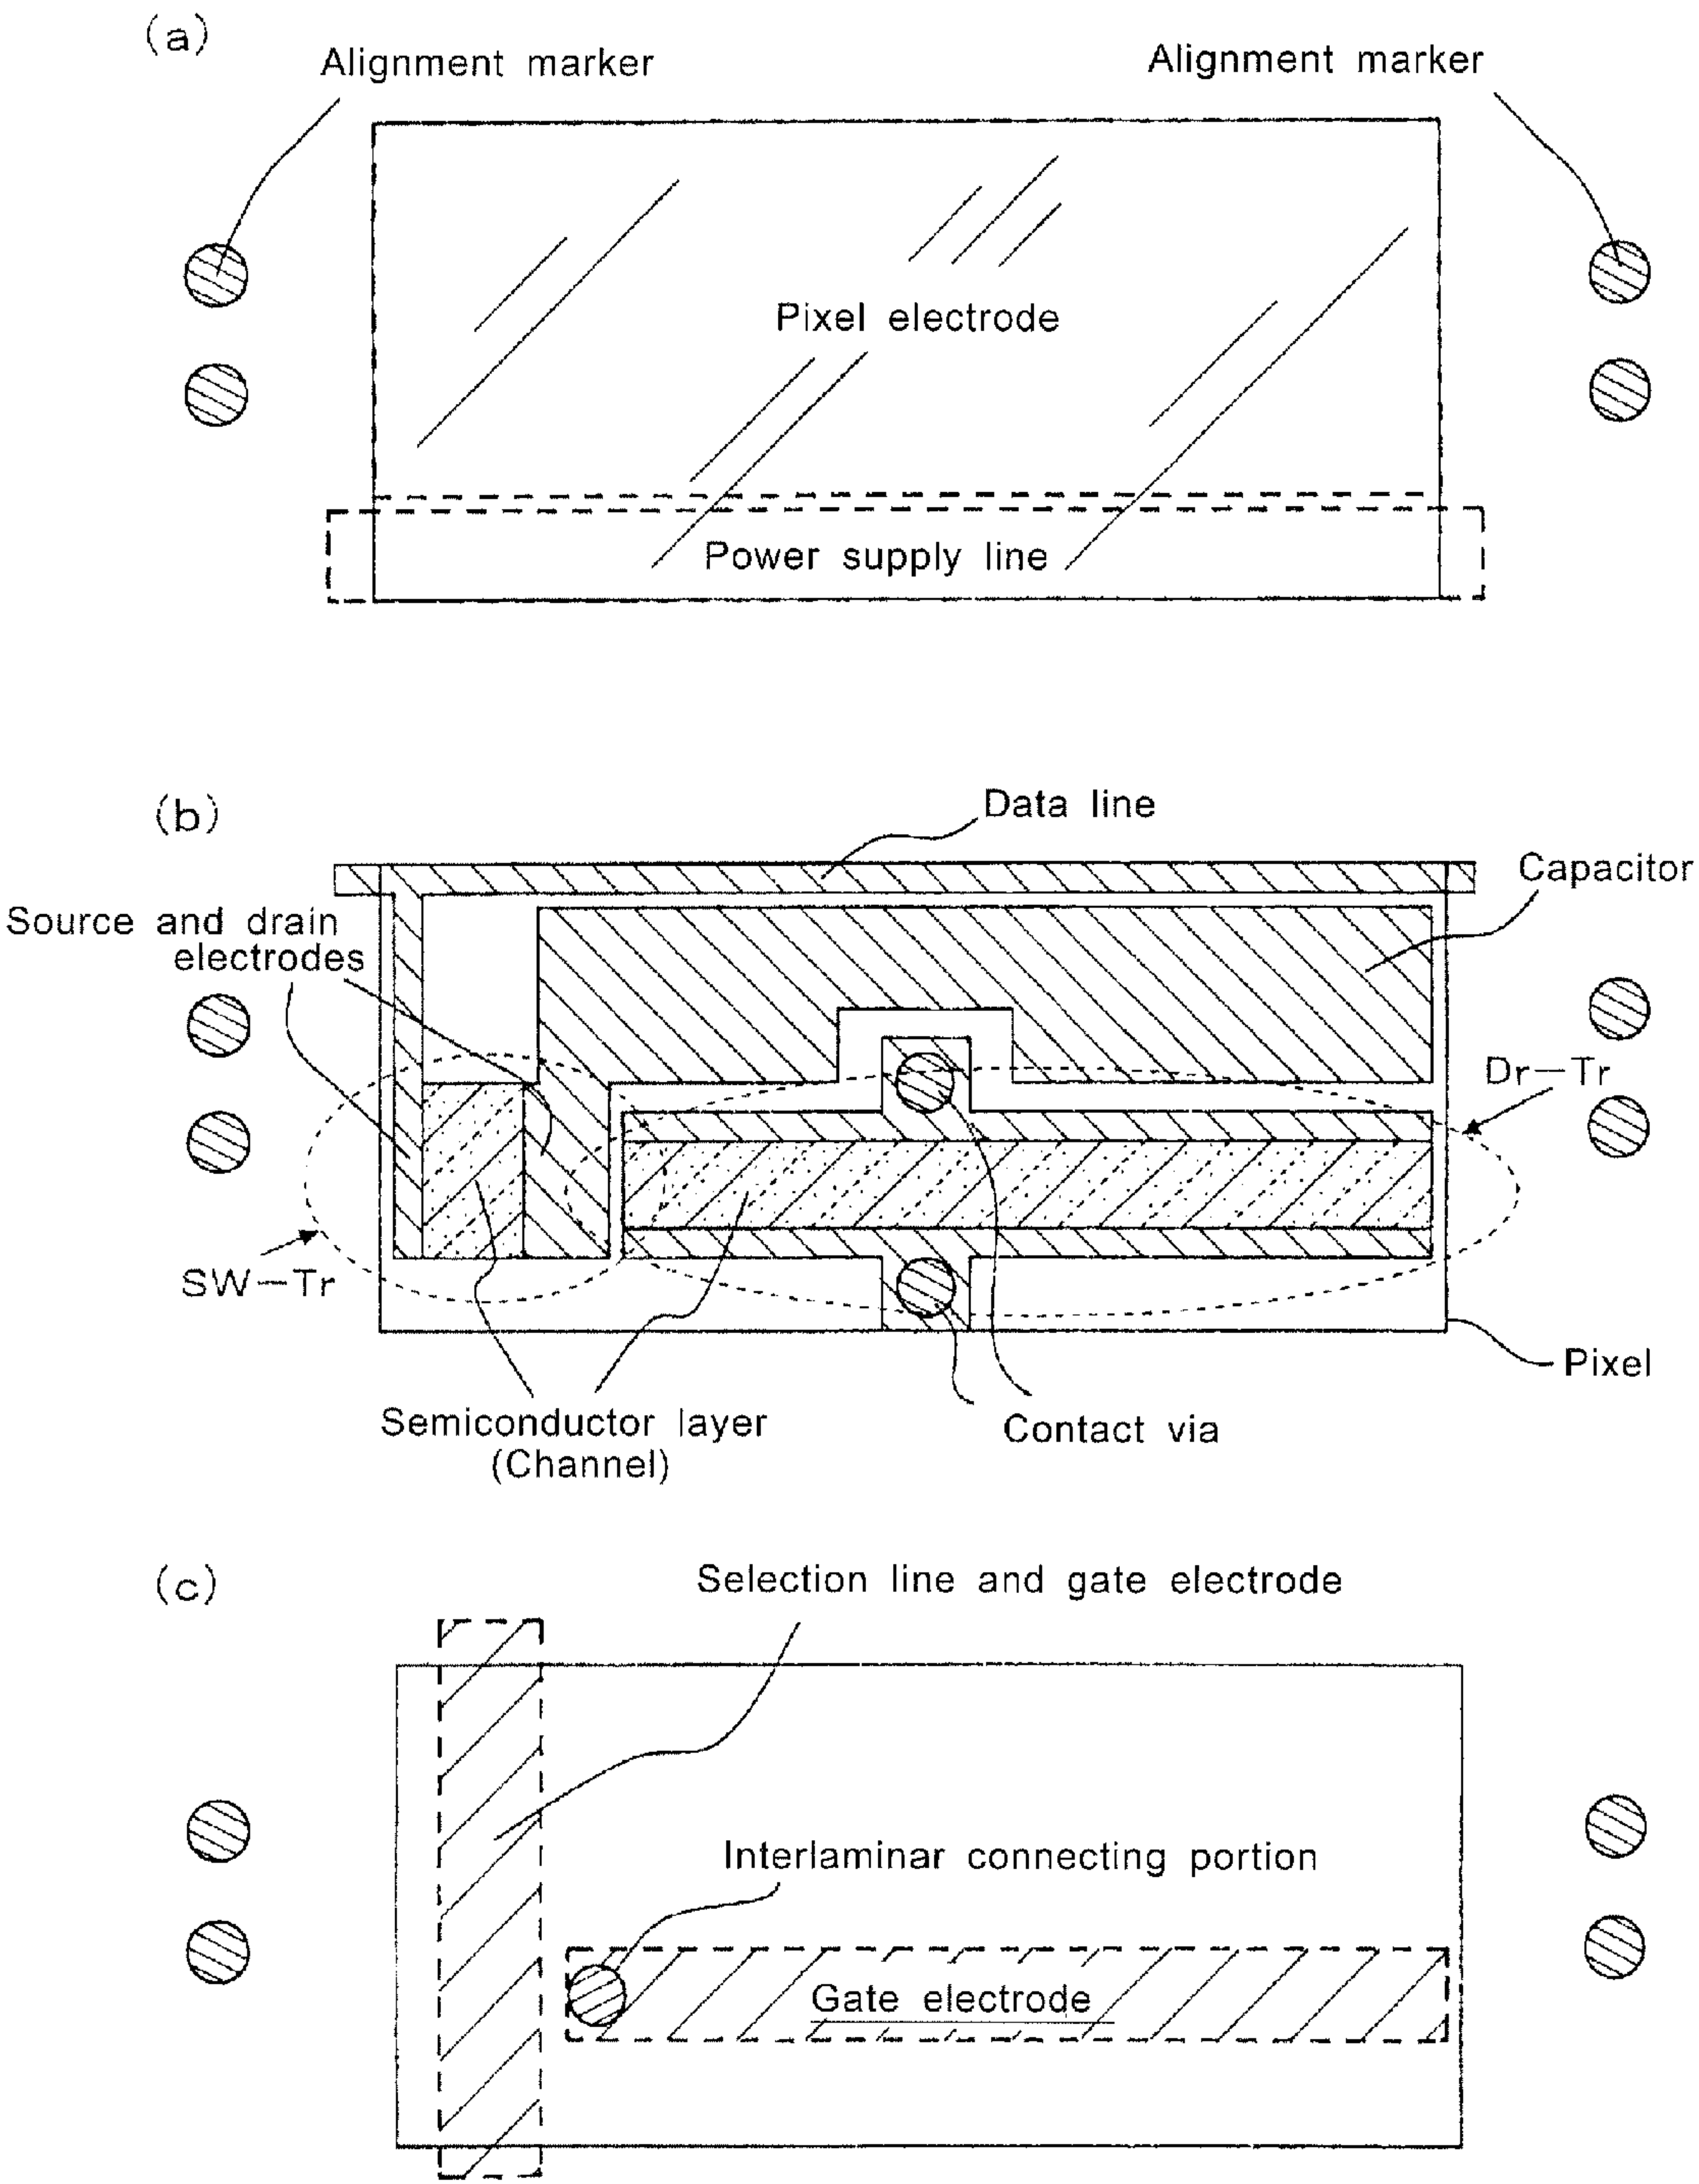 (a)
Alignment marker
Alignment marker
Pixel electrode
Power supply line
(b)
Data line
Capacitor
Source and drain
electrodes
Dr–Tr
SW–Tr
Pixel
Semiconductor layer
(Channel)
Contact via
(c)
Selection line and gate electrode
Interlaminar connecting portion
Gate electrode